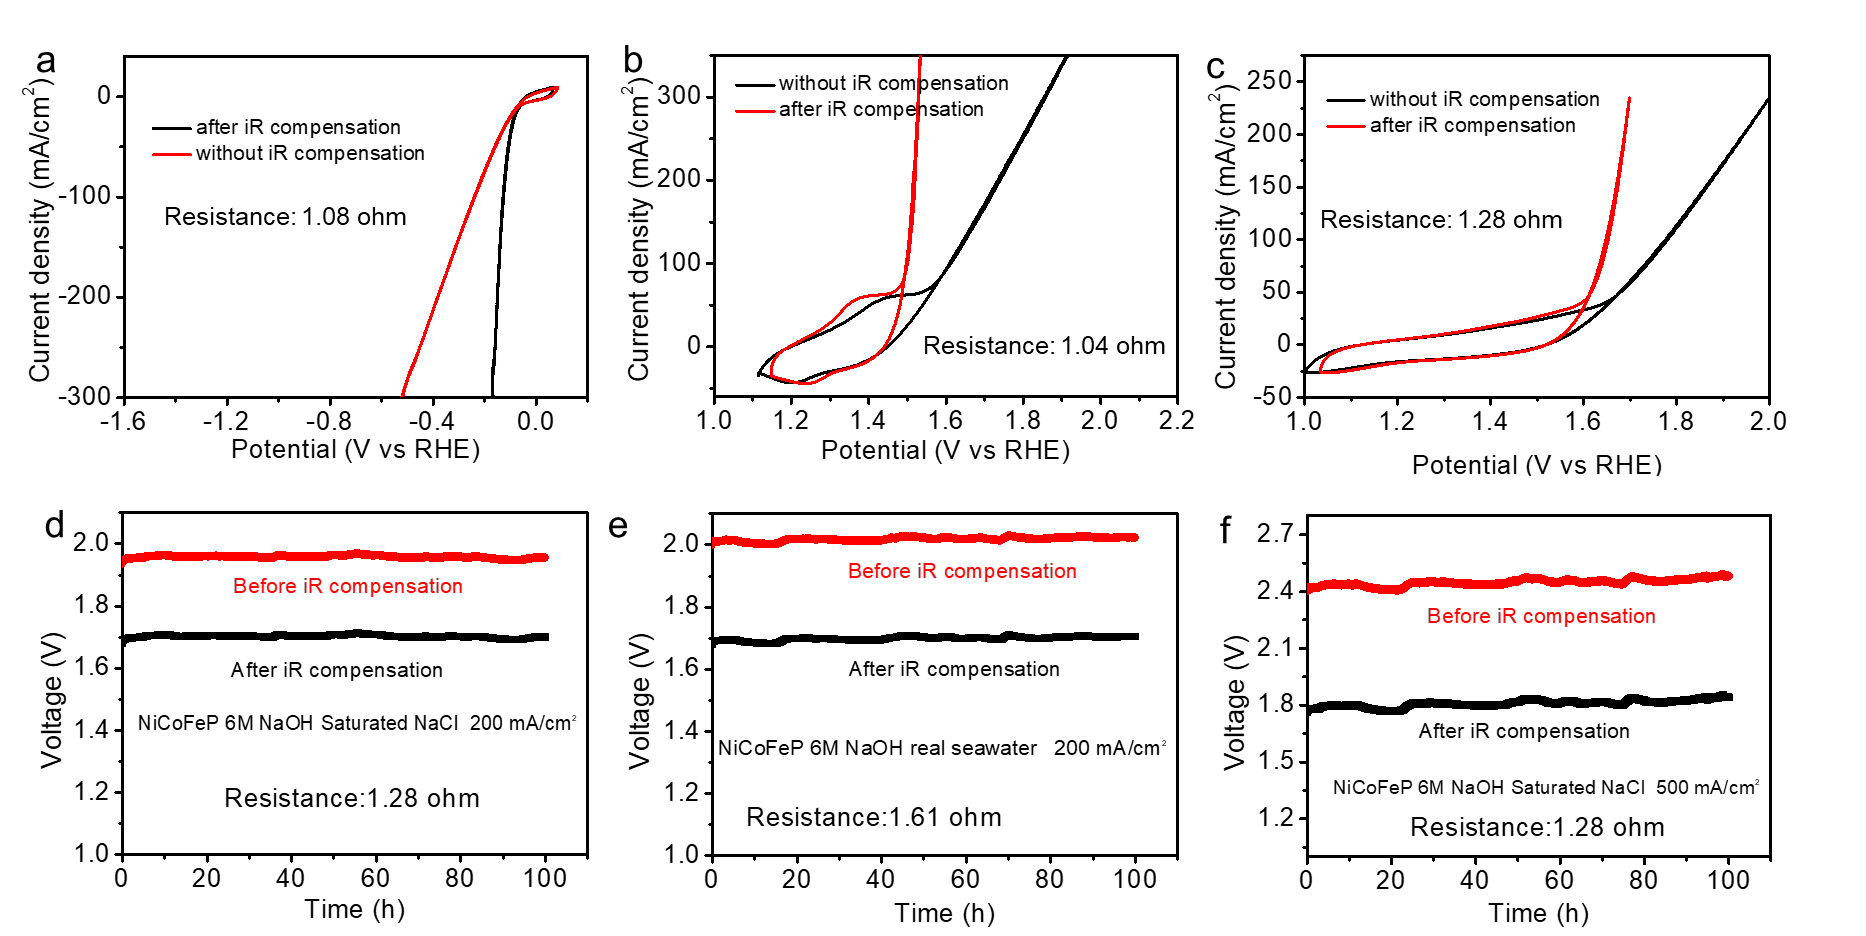 a
Current density (mA/cm²)
0
-100
-200
-300
after iR compensation
without iR compensation
Resistance: 1.08 ohm
-1.6 -1.2 -0.8 -0.4 0.0
Potential (V vs RHE)
b
Current density (mA/cm²)
300
200
100
0
without iR compensation
after iR compensation
Resistance: 1.04 ohm
1.0 1.2 1.4 1.6 1.8 2.0 2.2
Potential (V vs RHE)
c
Current density (mA/cm²)
250
200
150
100
50
0
-50
without iR compensation
after iR compensation
Resistance: 1.28 ohm
1.0 1.2 1.4 1.6 1.8 2.0
Potential (V vs RHE)
d
Voltage (V)
2.0
1.8
1.6
1.4
1.2
1.0
Before iR compensation
After iR compensation
NiCoFeP 6M NaOH Saturated NaCl 200 mA/cm²
Resistance:1.28 ohm
0 20 40 60 80 100
Time (h)
e
Voltage (V)
2.0
1.8
1.6
1.4
1.2
1.0
Before iR compensation
After iR compensation
NiCoFeP 6M NaOH real seawater 200 mA/cm²
Resistance:1.61 ohm
0 20 40 60 80 100
Time (h)
f
Voltage (V)
2.7
2.4
2.1
1.8
1.5
1.2
Before iR compensation
After iR compensation
NiCoFeP 6M NaOH Saturated NaCl 500 mA/cm²
Resistance:1.28 ohm
0 20 40 60 80 100
Time (h)